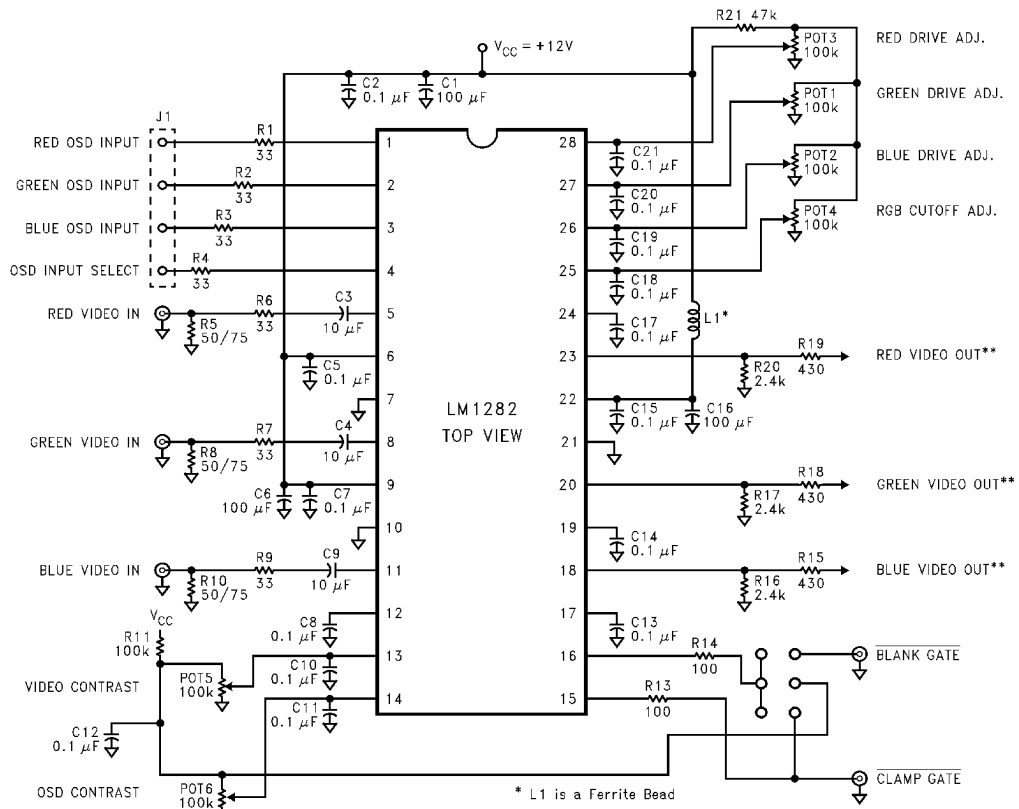 R21 47k
POT3
100k
RED DRIVE ADJ.
VCC = +12V
C2
0.1 µF
C1
100 µF
POT1
100k
GREEN DRIVE ADJ.
J1
RED OSD INPUT
R1
33
1
28
C21
0.1 µF
POT2
100k
BLUE DRIVE ADJ.
GREEN OSD INPUT
R2
33
2
27
C20
0.1 µF
POT4
100k
RGB CUTOFF ADJ.
BLUE OSD INPUT
R3
33
3
26
C19
0.1 µF
OSD INPUT SELECT
R4
33
4
25
C18
0.1 µF
RED VIDEO IN
R5
50/75
R6
33
C3
10 µF
5
24
C17
0.1 µF
L1*
6
C5
0.1 µF
23
R20
2.4k
R19
430
RED VIDEO OUT**
7
LM1282
TOP VIEW
22
C15
0.1 µF
C16
100 µF
GREEN VIDEO IN
R8
50/75
R7
33
C4
10 µF
8
21
C6
100 µF
C7
0.1 µF
9
20
R17
2.4k
R18
430
GREEN VIDEO OUT**
10
19
C14
0.1 µF
BLUE VIDEO IN
R10
50/75
R9
33
C9
10 µF
11
18
R16
2.4k
R15
430
BLUE VIDEO OUT**
VCC
R11
100k
C8
0.1 µF
12
17
C13
0.1 µF
VIDEO CONTRAST
POT5
100k
C10
0.1 µF
13
16
R14
100
BLANK GATE
C11
0.1 µF
14
15
R13
100
C12
0.1 µF
OSD CONTRAST
POT6
100k
* L1 is a Ferrite Bead
CLAMP GATE